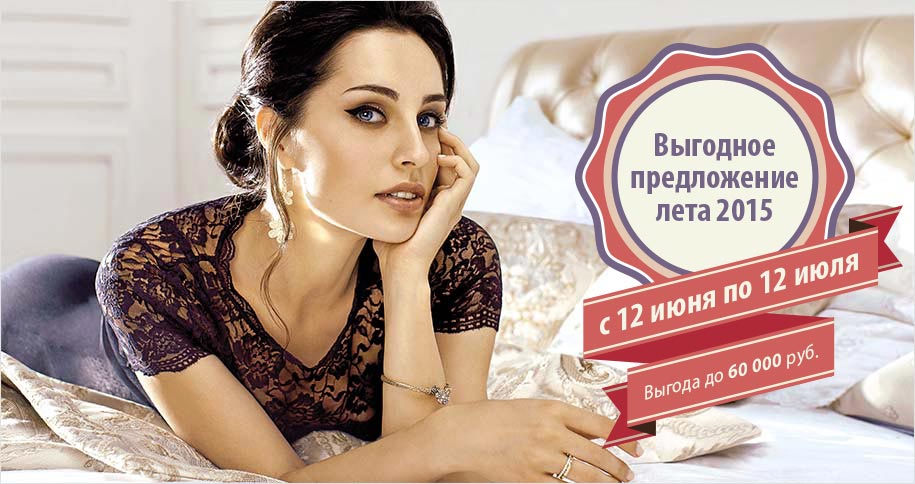 Выгодное
предложение
лета 2015
с 12 июня по 12 июля
Выгода до 60 000 руб.